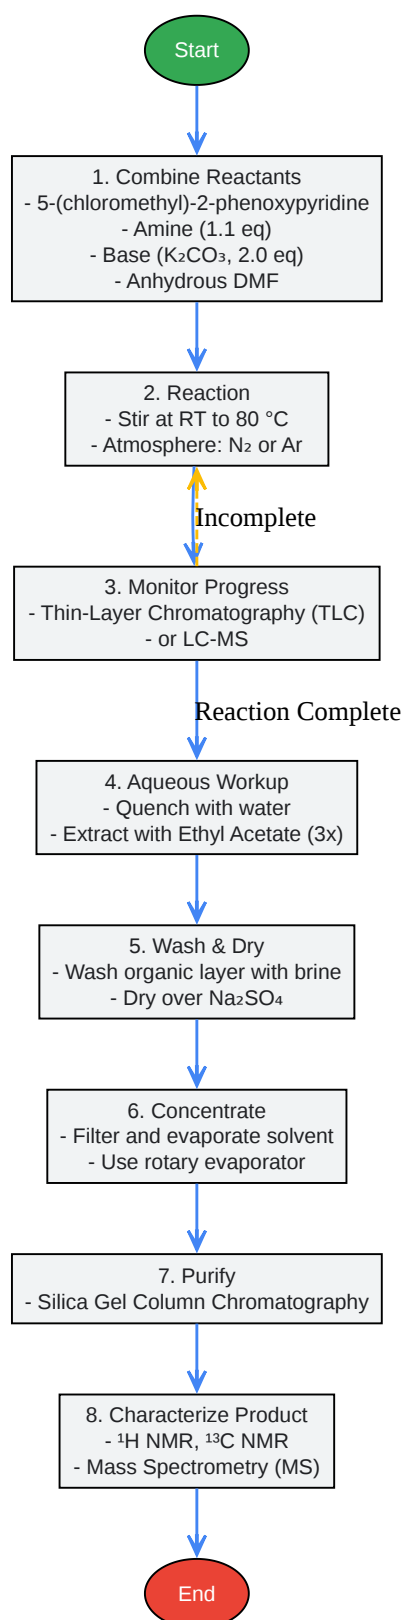 Start
1. Combine Reactants
- 5-(chloromethyl)-2-phenoxypyridine
- Amine (1.1 eq)
- Base (K₂CO₃, 2.0 eq)
- Anhydrous DMF
2. Reaction
- Stir at RT to 80 °C
- Atmosphere: N₂ or Ar
Incomplete
3. Monitor Progress
- Thin-Layer Chromatography (TLC)
- or LC-MS
Reaction Complete
4. Aqueous Workup
- Quench with water
- Extract with Ethyl Acetate (3x)
5. Wash & Dry
- Wash organic layer with brine
- Dry over Na₂SO₄
6. Concentrate
- Filter and evaporate solvent
- Use rotary evaporator
7. Purify
- Silica Gel Column Chromatography
8. Characterize Product
- ¹H NMR, ¹³C NMR
- Mass Spectrometry (MS)
End